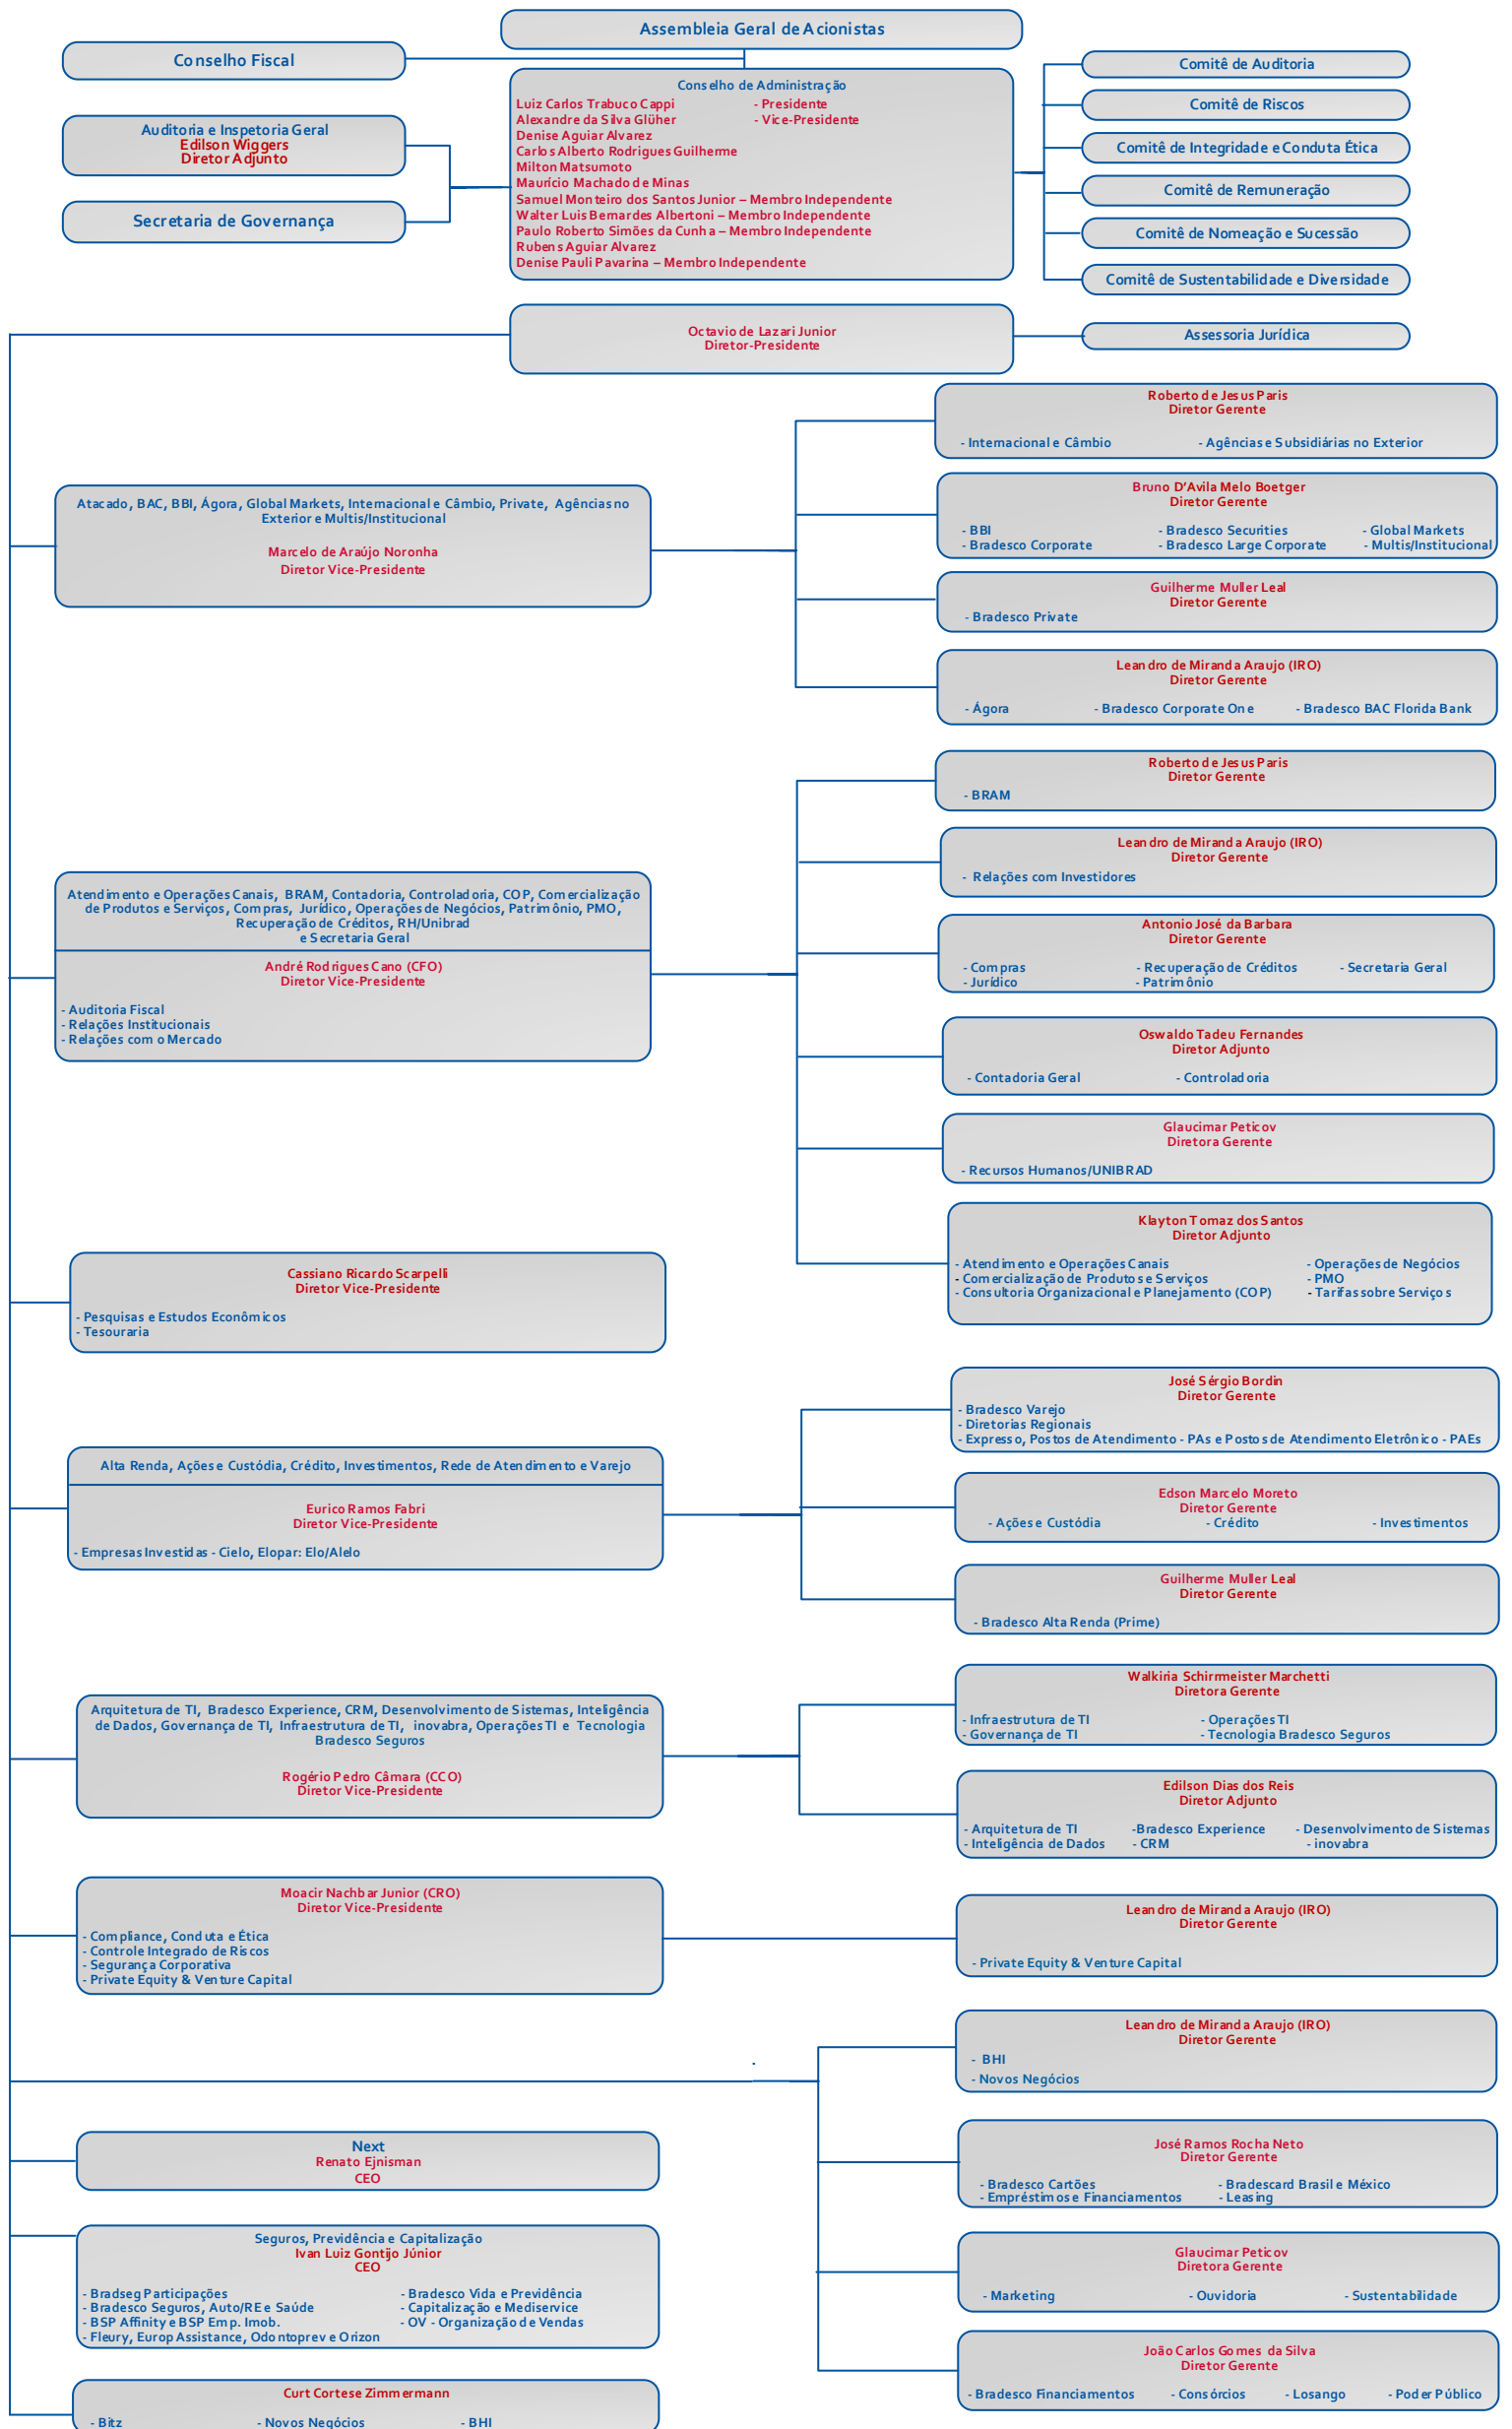 Assembleia Geral de Acionistas
Conselho Fiscal
Conselho de Administração
Luiz Carlos Trabuco Cappi - Presidente
Alexandre da Silva Glüher - Vice-Presidente
Denise Aguiar Alvarez
Carlos Alberto Rodrigues Guilherme
Milton Matsumoto
Maurício Machado de Minas
Samuel Monteiro dos Santos Junior – Membro Independente
Walter Luis Bernardes Albertoni – Membro Independente
Paulo Roberto Simões da Cunha – Membro Independente
Rubens Aguiar Alvarez
Denise Pauli Pavarina – Membro Independente
Auditoria e Inspetoria Geral
Edilson Wiggers
Diretor Adjunto
Secretaria de Governança
Comitê de Auditoria
Comitê de Riscos
Comitê de Integridade e Conduta Ética
Comitê de Remuneração
Comitê de Nomeação e Sucessão
Comitê de Sustentabilidade e Diversidade
Octavio de Lazari Junior
Diretor-Presidente
Assessoria Jurídica
Atacado, BAC, BBI, Ágora, Global Markets, Internacional e Câmbio, Private, Agências no
Exterior e Multis/Institucional
Marcelo de Araújo Noronha
Diretor Vice-Presidente
Roberto de Jesus Paris
Diretor Gerente
- Internacional e Câmbio - Agências e Subsidiárias no Exterior
Bruno D’Avila Melo Boetger
Diretor Gerente
- BBI - Bradesco Securities - Global Markets
- Bradesco Corporate - Bradesco Large Corporate - Multis/Institucional
Guilherme Muller Leal
Diretor Gerente
- Bradesco Private
Leandro de Miranda Araujo (IRO)
Diretor Gerente
- Ágora - Bradesco Corporate One - Bradesco BAC Florida Bank
Atendimento e Operações Canais, BRAM, Contadoria, Controladoria, COP, Comercialização
de Produtos e Serviços, Compras, Jurídico, Operações de Negócios, Patrimônio, PMO,
Recuperação de Créditos, RH/Unibrad
e Secretaria Geral
André Rodrigues Cano (CFO)
Diretor Vice-Presidente
- Auditoria Fiscal
- Relações Institucionais
- Relações com o Mercado
Roberto de Jesus Paris
Diretor Gerente
- BRAM
Leandro de Miranda Araujo (IRO)
Diretor Gerente
- Relações com Investidores
Antonio José da Barbara
Diretor Gerente
- Compras - Recuperação de Créditos - Secretaria Geral
- Jurídico - Patrimônio
Oswaldo Tadeu Fernandes
Diretor Adjunto
- Contadoria Geral - Controladoria
Glaucimar Peticov
Diretora Gerente
- Recursos Humanos/UNIBRAD
Klayton Tomaz dos Santos
Diretor Adjunto
- Atendimento e Operações Canais - Operações de Negócios
- Comercialização de Produtos e Serviços - PMO
- Consultoria Organizacional e Planejamento (COP) - Tarifas sobre Serviços
Cassiano Ricardo Scarpelli
Diretor Vice-Presidente
- Pesquisas e Estudos Econômicos
- Tesouraria
Alta Renda, Ações e Custódia, Crédito, Investimentos, Rede de Atendimento e Varejo
Eurico Ramos Fabri
Diretor Vice-Presidente
- Empresas Investidas - Cielo, Elopar: Elo/Alelo
José Sérgio Bordin
Diretor Gerente
- Bradesco Varejo
- Diretorias Regionais
- Expresso, Postos de Atendimento - PAs e Postos de Atendimento Eletrônico - PAEs
Edson Marcelo Moreto
Diretor Gerente
- Ações e Custódia - Crédito - Investimentos
Guilherme Muller Leal
Diretor Gerente
- Bradesco Alta Renda (Prime)
Arquitetura de TI, Bradesco Experience, CRM, Desenvolvimento de Sistemas, Inteligência
de Dados, Governança de TI, Infraestrutura de TI, inovabra, Operações TI e Tecnologia
Bradesco Seguros
Rogério Pedro Câmara (CCO)
Diretor Vice-Presidente
Walkiria Schirrmeister Marchetti
Diretora Gerente
- Infraestrutura de TI - Operações TI
- Governança de TI - Tecnologia Bradesco Seguros
Edilson Dias dos Reis
Diretor Adjunto
- Arquitetura de TI -Bradesco Experience - Desenvolvimento de Sistemas
- Inteligência de Dados - CRM - inovabra
Moacir Nachbar Junior (CRO)
Diretor Vice-Presidente
- Compliance, Conduta e Ética
- Controle Integrado de Riscos
- Segurança Corporativa
- Private Equity & Venture Capital
Leandro de Miranda Araujo (IRO)
Diretor Gerente
- Private Equity & Venture Capital
Leandro de Miranda Araujo (IRO)
Diretor Gerente
- BHI
- Novos Negócios
José Ramos Rocha Neto
Diretor Gerente
- Bradesco Cartões - Bradescard Brasil e México
- Empréstimos e Financiamentos - Leasing
Glaucimar Peticov
Diretora Gerente
- Marketing - Ouvidoria - Sustentabilidade
João Carlos Gomes da Silva
Diretor Gerente
- Bradesco Financiamentos - Consórcios - Losango - Poder Público
Next
Renato Ejnisman
CEO
Seguros, Previdência e Capitalização
Ivan Luiz Gontijo Júnior
CEO
- Bradseg Participações - Bradesco Vida e Previdência
- Bradesco Seguros, Auto/RE e Saúde - Capitalização e Mediservice
- BSP Affinity e BSP Emp. Imob. - OV - Organização de Vendas
- Fleury, Europ Assistance, Odontoprev e Orizon
Curt Cortese Zimmermann
- Bitz - Novos Negócios - BHI